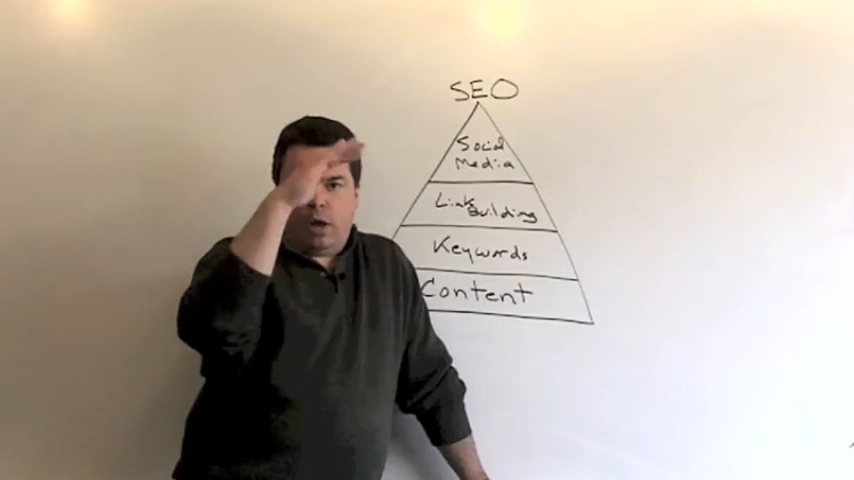 SEO
Social
Media
Link
Building
Keywords
Content